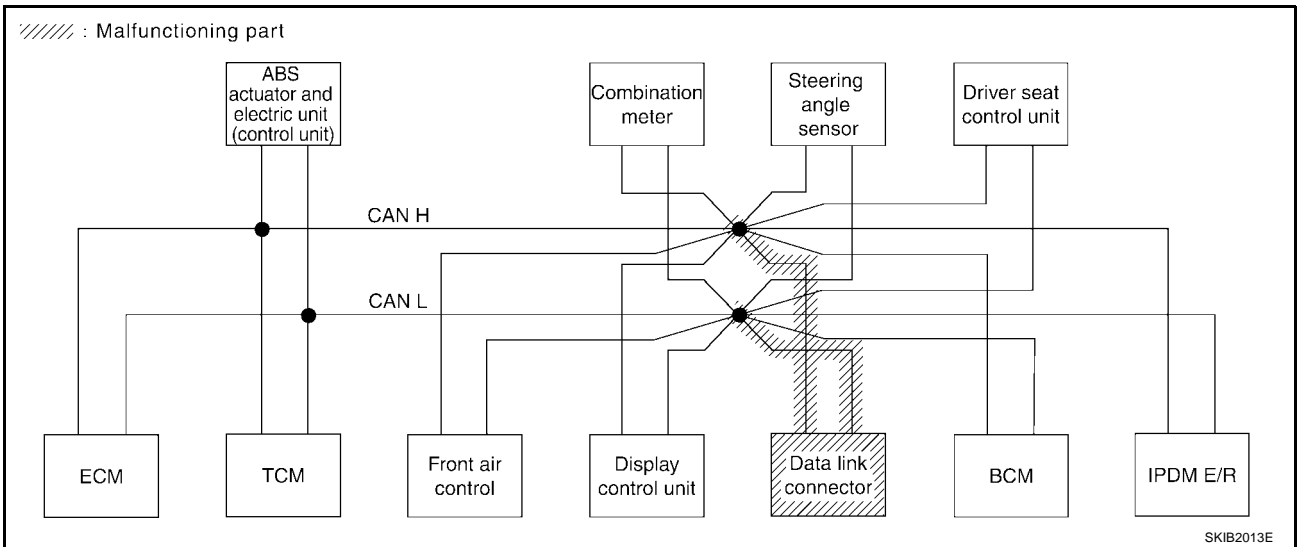 : Malfunctioning part
ABS
actuator and
electric unit
(control unit)
Combination
meter
Steering
angle
sensor
Driver seat
control unit
CAN H
CAN L
ECM
TCM
Front air
control
Display
control unit
Data link
connector
BCM
IPDM E/R
SKIB2013E